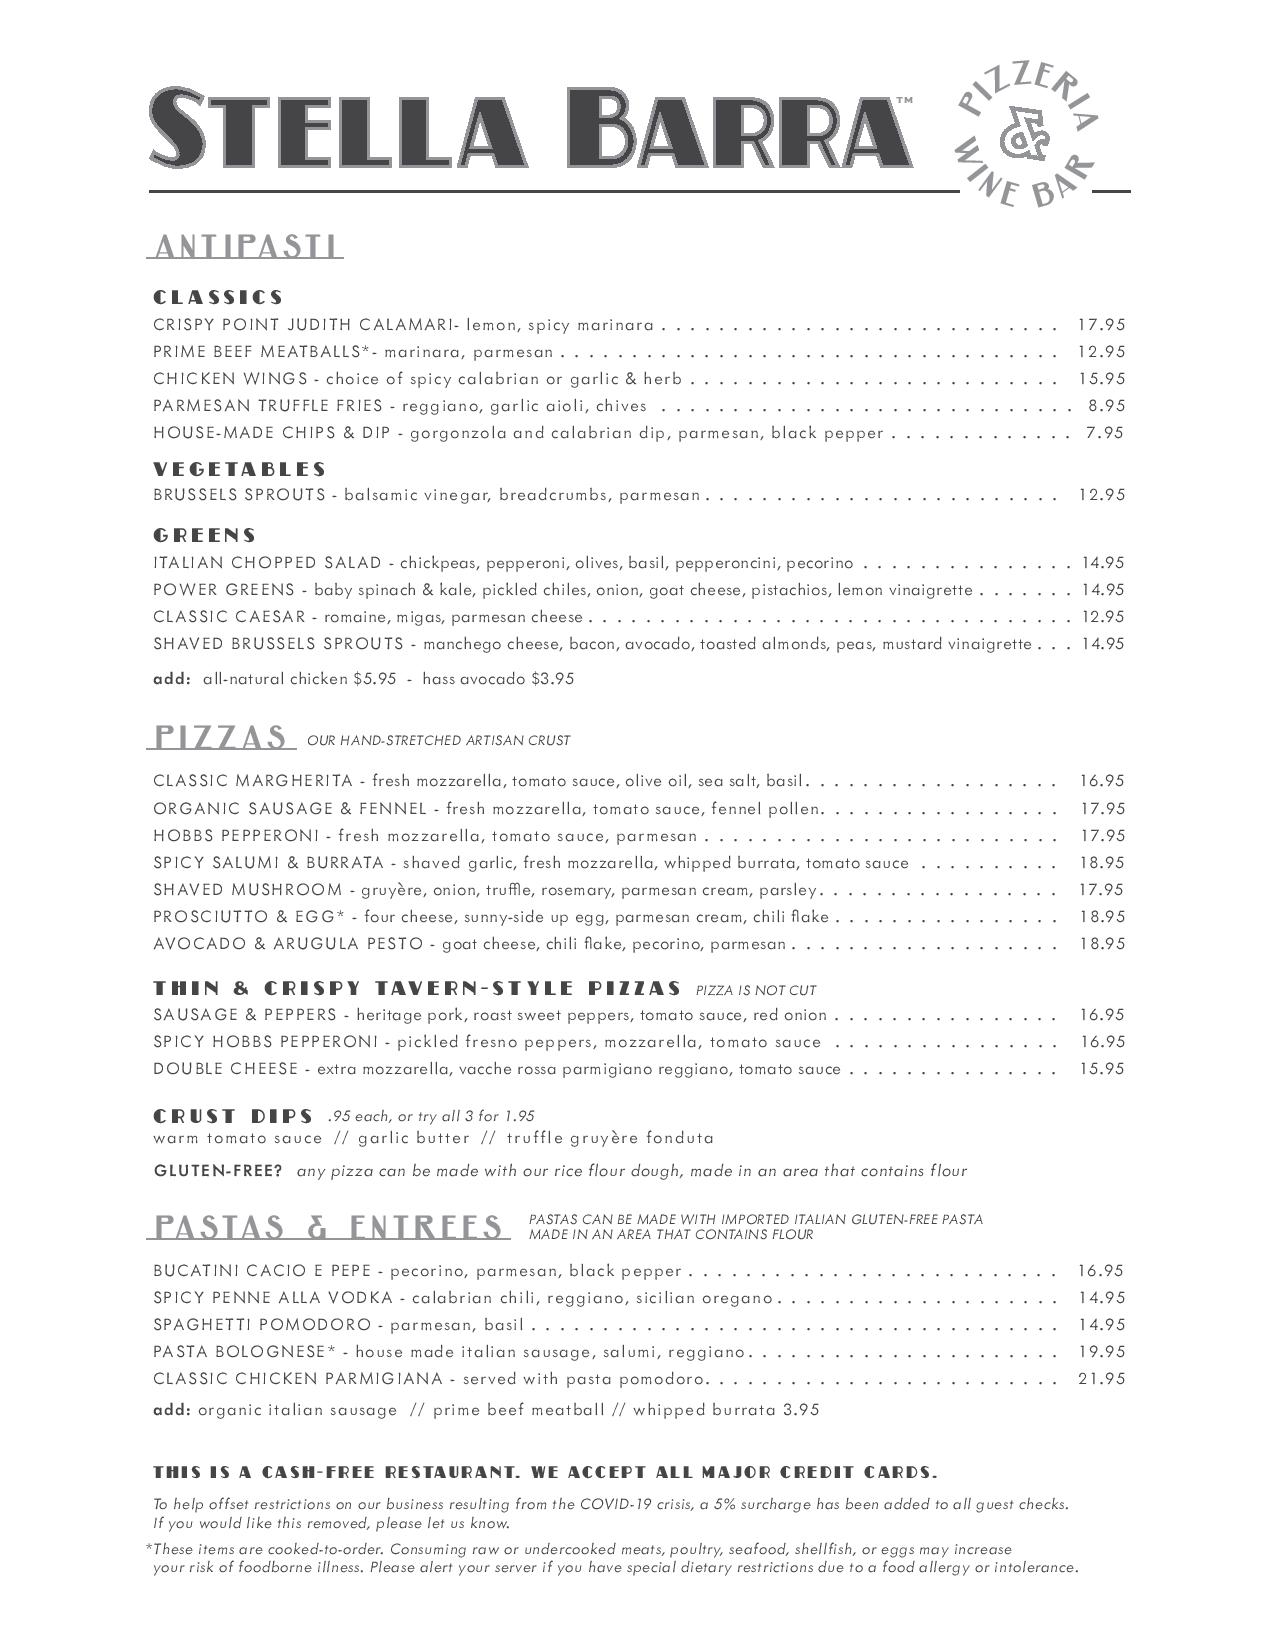 STELLA BARRA™
PIZZERIA & WINE BAR
ANTIPASTI
CLASSICS
CRISPY POINT JUDITH CALAMARI- lemon, spicy marinara . . . . . . . . . . . . . . . . . . . . . . . . . . . . 17.95
PRIME BEEF MEATBALLS*- marinara, parmesan . . . . . . . . . . . . . . . . . . . . . . . . . . . . . . . . . . . 12.95
CHICKEN WINGS - choice of spicy calabrian or garlic & herb . . . . . . . . . . . . . . . . . . . . . . . . . . 15.95
PARMESAN TRUFFLE FRIES - reggiano, garlic aioli, chives . . . . . . . . . . . . . . . . . . . . . . . . . . . . . 8.95
HOUSE-MADE CHIPS & DIP - gorgonzola and calabrian dip, parmesan, black pepper . . . . . . . . . . . . . 7.95
VEGETABLES
BRUSSELS SPROUTS - balsamic vinegar, breadcrumbs, parmesan . . . . . . . . . . . . . . . . . . . . . . . . . 12.95
GREENS
ITALIAN CHOPPED SALAD - chickpeas, pepperoni, olives, basil, pepperoncini, pecorino . . . . . . . . . . . . . . . 14.95
POWER GREENS - baby spinach & kale, pickled chiles, onion, goat cheese, pistachios, lemon vinaigrette . . . . . . . 14.95
CLASSIC CAESAR - romaine, migas, parmesan cheese . . . . . . . . . . . . . . . . . . . . . . . . . . . . . . . . . . 12.95
SHAVED BRUSSELS SPROUTS - manchego cheese, bacon, avocado, toasted almonds, peas, mustard vinaigrette . . . 14.95
add: all-natural chicken $5.95 - hass avocado $3.95
PIZZAS OUR HAND-STRETCHED ARTISAN CRUST
CLASSIC MARGHERITA - fresh mozzarella, tomato sauce, olive oil, sea salt, basil . . . . . . . . . . . . . . . . . . 16.95
ORGANIC SAUSAGE & FENNEL - fresh mozzarella, tomato sauce, fennel pollen . . . . . . . . . . . . . . . . . 17.95
HOBBS PEPPERONI - fresh mozzarella, tomato sauce, parmesan . . . . . . . . . . . . . . . . . . . . . . . . . 17.95
SPICY SALUMI & BURRATA - shaved garlic, fresh mozzarella, whipped burrata, tomato sauce . . . . . . . . . . 18.95
SHAVED MUSHROOM - gruyère, onion, truffle, rosemary, parmesan cream, parsley . . . . . . . . . . . . . . . . . 17.95
PROSCIUTTO & EGG* - four cheese, sunny-side up egg, parmesan cream, chili flake . . . . . . . . . . . . . . . . 18.95
AVOCADO & ARUGULA PESTO - goat cheese, chili flake, pecorino, parmesan . . . . . . . . . . . . . . . . . . . 18.95
THIN & CRISPY TAVERN-STYLE PIZZAS PIZZA IS NOT CUT
SAUSAGE & PEPPERS - heritage pork, roast sweet peppers, tomato sauce, red onion . . . . . . . . . . . . . . . . 16.95
SPICY HOBBS PEPPERONI - pickled fresno peppers, mozzarella, tomato sauce . . . . . . . . . . . . . . . . 16.95
DOUBLE CHEESE - extra mozzarella, vacche rossa parmigiano reggiano, tomato sauce . . . . . . . . . . . . . . . 15.95
CRUST DIPS .95 each, or try all 3 for 1.95
warm tomato sauce // garlic butter // truffle gruyère fonduta
GLUTEN-FREE? any pizza can be made with our rice flour dough, made in an area that contains flour
PASTAS & ENTREES PASTAS CAN BE MADE WITH IMPORTED ITALIAN GLUTEN-FREE PASTA
MADE IN AN AREA THAT CONTAINS FLOUR
BUCATINI CACIO E PEPE - pecorino, parmesan, black pepper . . . . . . . . . . . . . . . . . . . . . . . . . . 16.95
SPICY PENNE ALLA VODKA - calabrian chili, reggiano, sicilian oregano . . . . . . . . . . . . . . . . . . . . 14.95
SPAGHETTI POMODORO - parmesan, basil . . . . . . . . . . . . . . . . . . . . . . . . . . . . . . . . . . . . . 14.95
PASTA BOLOGNESE* - house made italian sausage, salumi, reggiano . . . . . . . . . . . . . . . . . . . . . . 19.95
CLASSIC CHICKEN PARMIGIANA - served with pasta pomodoro . . . . . . . . . . . . . . . . . . . . . . . . . 21.95
add: organic italian sausage // prime beef meatball // whipped burrata 3.95
THIS IS A CASH-FREE RESTAURANT. WE ACCEPT ALL MAJOR CREDIT CARDS.
To help offset restrictions on our business resulting from the COVID-19 crisis, a 5% surcharge has been added to all guest checks.
If you would like this removed, please let us know.
*These items are cooked-to-order. Consuming raw or undercooked meats, poultry, seafood, shellfish, or eggs may increase
your risk of foodborne illness. Please alert your server if you have special dietary restrictions due to a food allergy or intolerance.